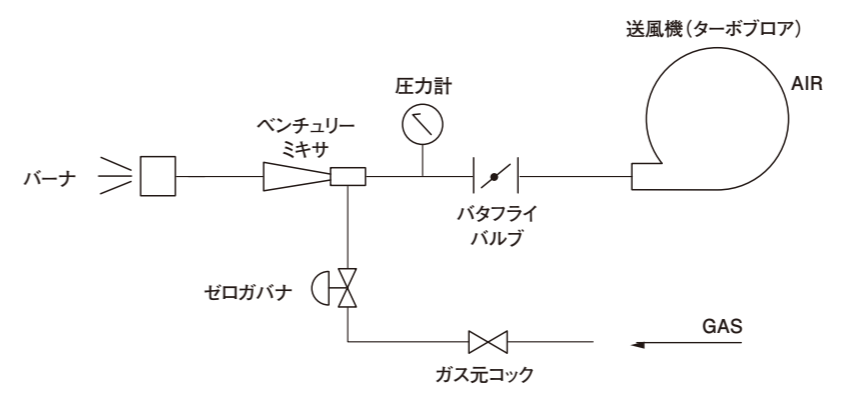 送風機（ターボブロア）
AIR
圧力計
ベンチュリー
ミキサ
バーナ
バタフライ
バルブ
ゼロガバナ
GAS
ガス元コック